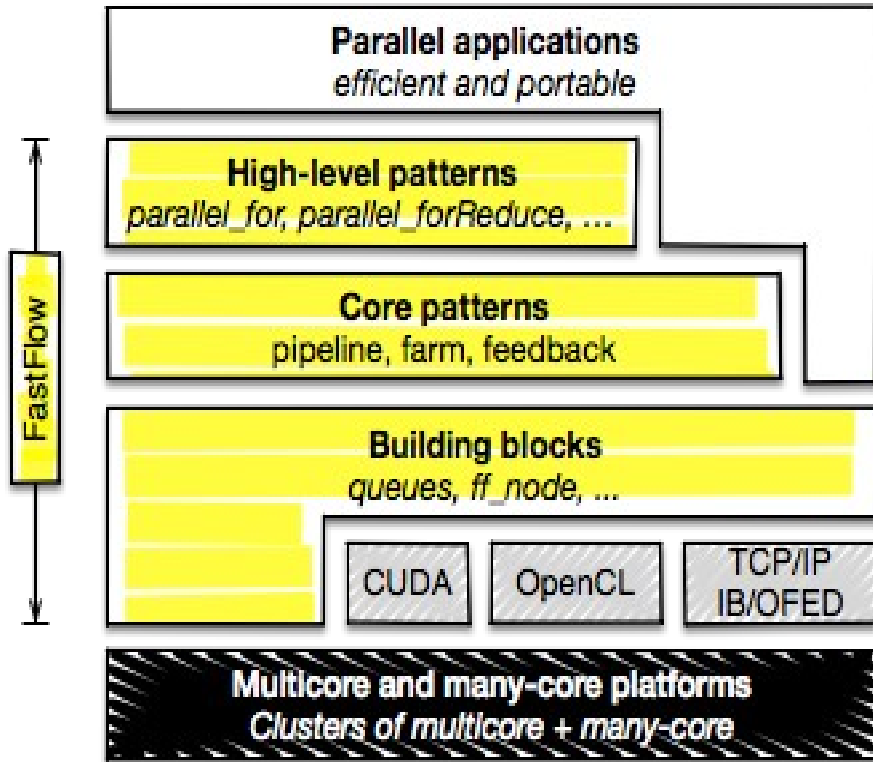 Parallel applications
efficient and portable
High-level patterns
parallel_for, parallel_forReduce, ...
Core patterns
pipeline, farm, feedback
FastFlow
Building blocks
queues, ff_node, ...
CUDA
OpenCL
TCP/IP
IB/OFED
Multicore and many-core platforms
Clusters of multicore + many-core